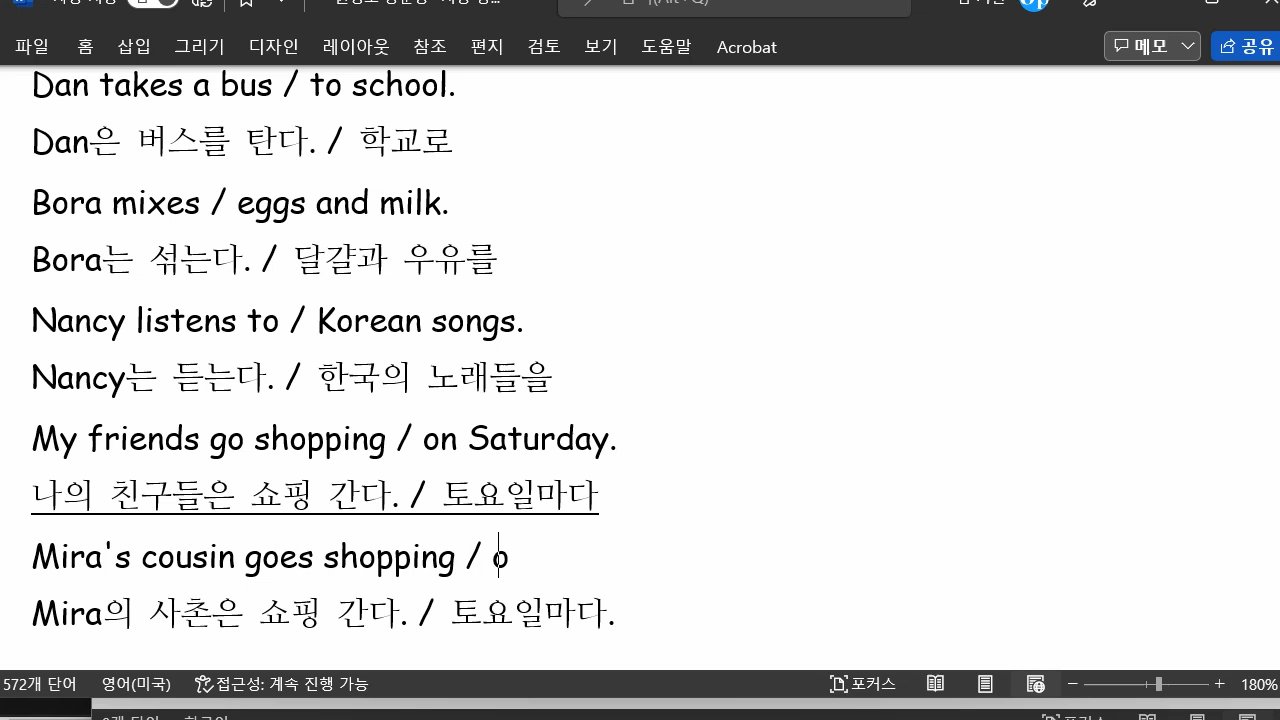 파일 홈 삽입 그리기 디자인 레이아웃 참조 편지 검토 보기 도움말 Acrobat 메모 공유
Dan takes a bus / to school.
Dan은 버스를 탄다. / 학교로
Bora mixes / eggs and milk.
Bora는 섞는다. / 달걀과 우유를
Nancy listens to / Korean songs.
Nancy는 듣는다. / 한국의 노래들을
My friends go shopping / on Saturday.
나의 친구들은 쇼핑 간다. / 토요일마다
Mira's cousin goes shopping / o
Mira의 사촌은 쇼핑 간다. / 토요일마다.
572개 단어 영어(미국) 접근성: 계속 진행 가능 포커스 180%